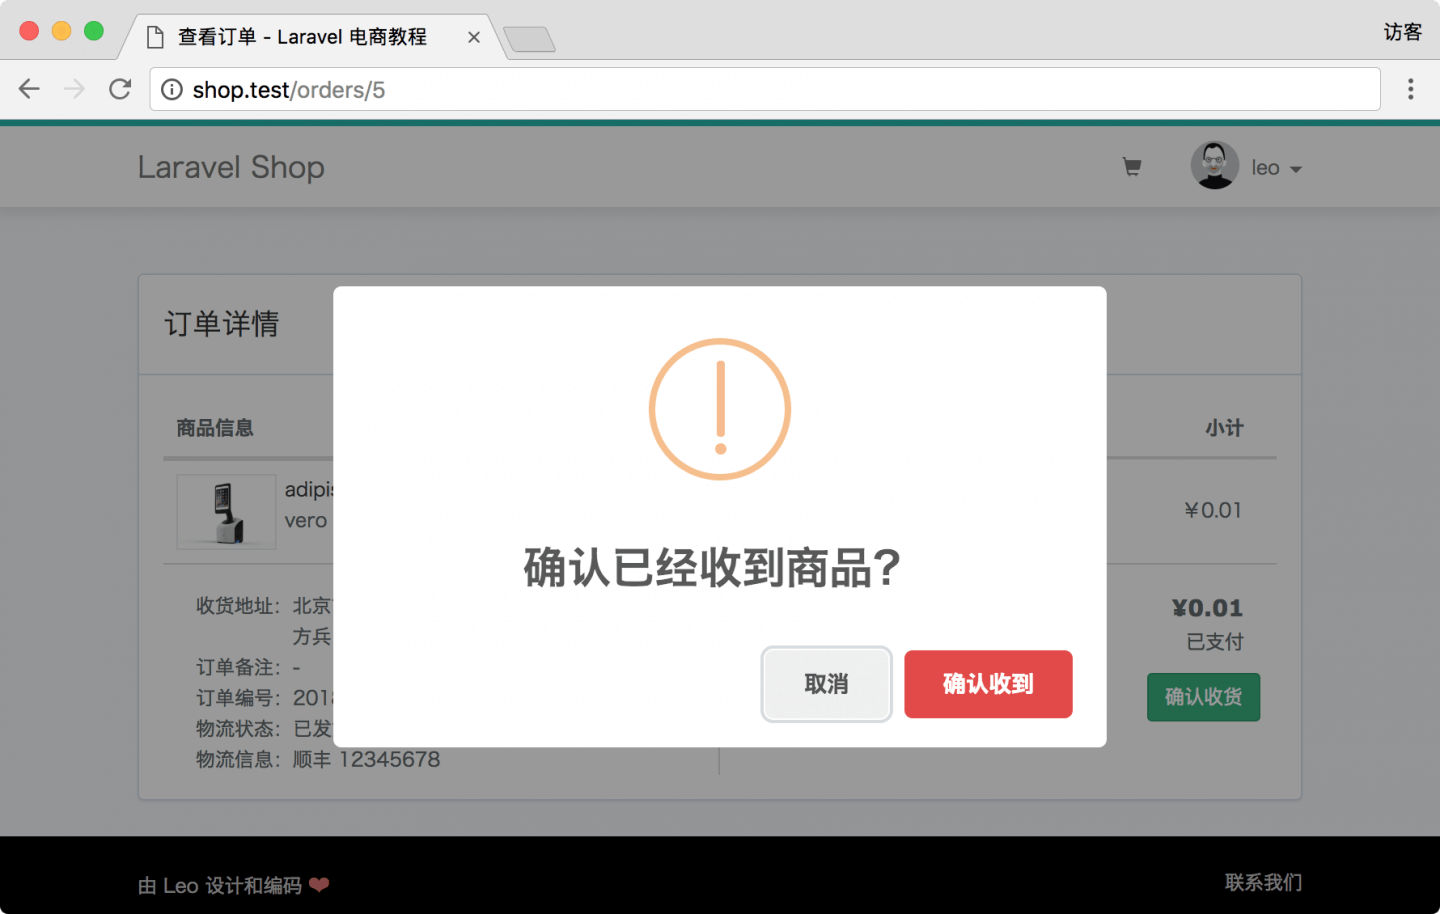 查看订单 - Laravel 电商教程
访客
shop.test/orders/5
Laravel Shop
leo
订单详情
商品信息
小计
adipis
vero
¥0.01
确认已经收到商品?
取消
确认收到
收货地址: 北京
方兵
订单备注: -
订单编号: 201
物流状态: 已发
物流信息: 顺丰 12345678
¥0.01
已支付
确认收货
由 Leo 设计和编码 ❤
联系我们